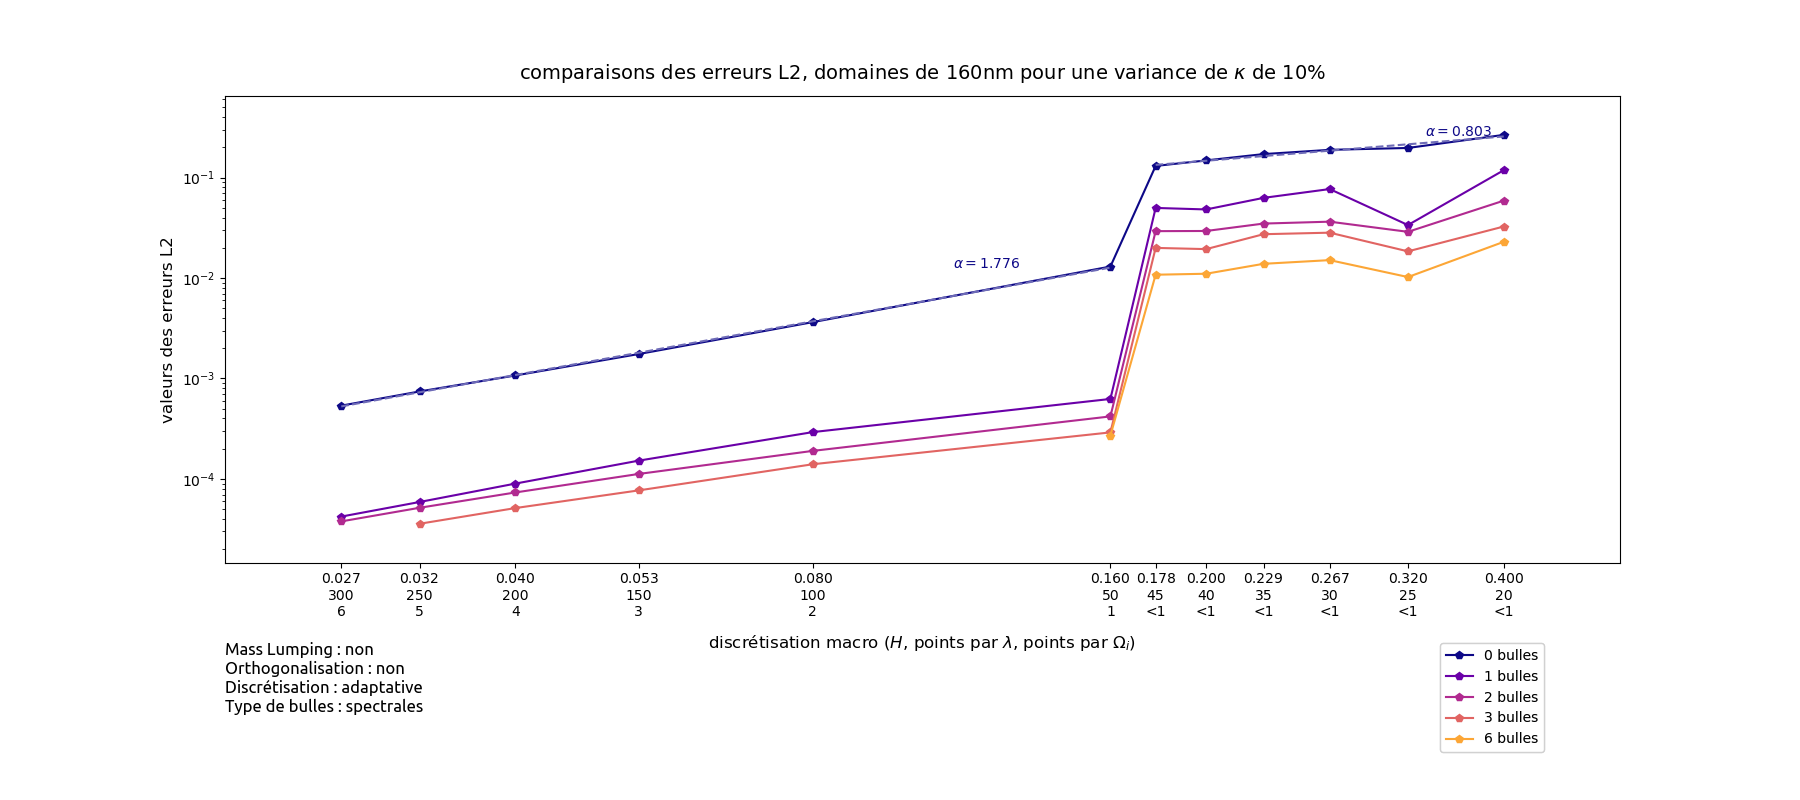 comparaisons des erreurs L2, domaines de 160nm pour une variance de κ de 10%
valeurs des erreurs L2
10⁻¹
10⁻²
10⁻³
10⁻⁴
α = 1.776
α = 0.803
0.027 0.032 0.040 0.053 0.080 0.160 0.178 0.200 0.229 0.267 0.320 0.400
300 250 200 150 100 50 45 40 35 30 25 20
6 5 4 3 2 1 <1 <1 <1 <1 <1 <1
discrétisation macro (H, points par λ, points par Ωᵢ)
Mass Lumping : non
Orthogonalisation : non
Discrétisation : adaptative
Type de bulles : spectrales
0 bulles
1 bulles
2 bulles
3 bulles
6 bulles